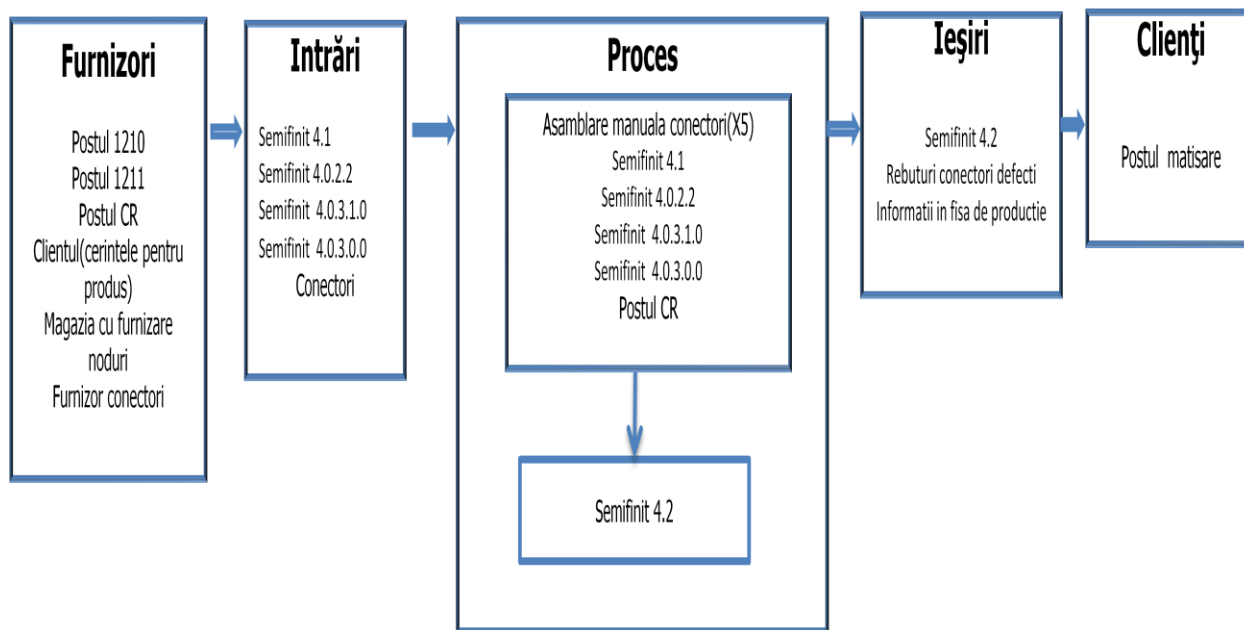 Furnizori
Postul 1210
Postul 1211
Postul CR
Clientul(cerintele pentru
produs)
Magazia cu furnizare
noduri
Furnizor conectori
Intrări
Semifinit 4.1
Semifinit 4.0.2.2
Semifinit 4.0.3.1.0
Semifinit 4.0.3.0.0
Conectori
Proces
Asamblare manuala conectori(X5)
Semifinit 4.1
Semifinit 4.0.2.2
Semifinit 4.0.3.1.0
Semifinit 4.0.3.0.0
Postul CR
Semifinit 4.2
Ieşiri
Semifinit 4.2
Rebuturi conectori defecti
Informatii in fisa de productie
Clienţi
Postul matisare